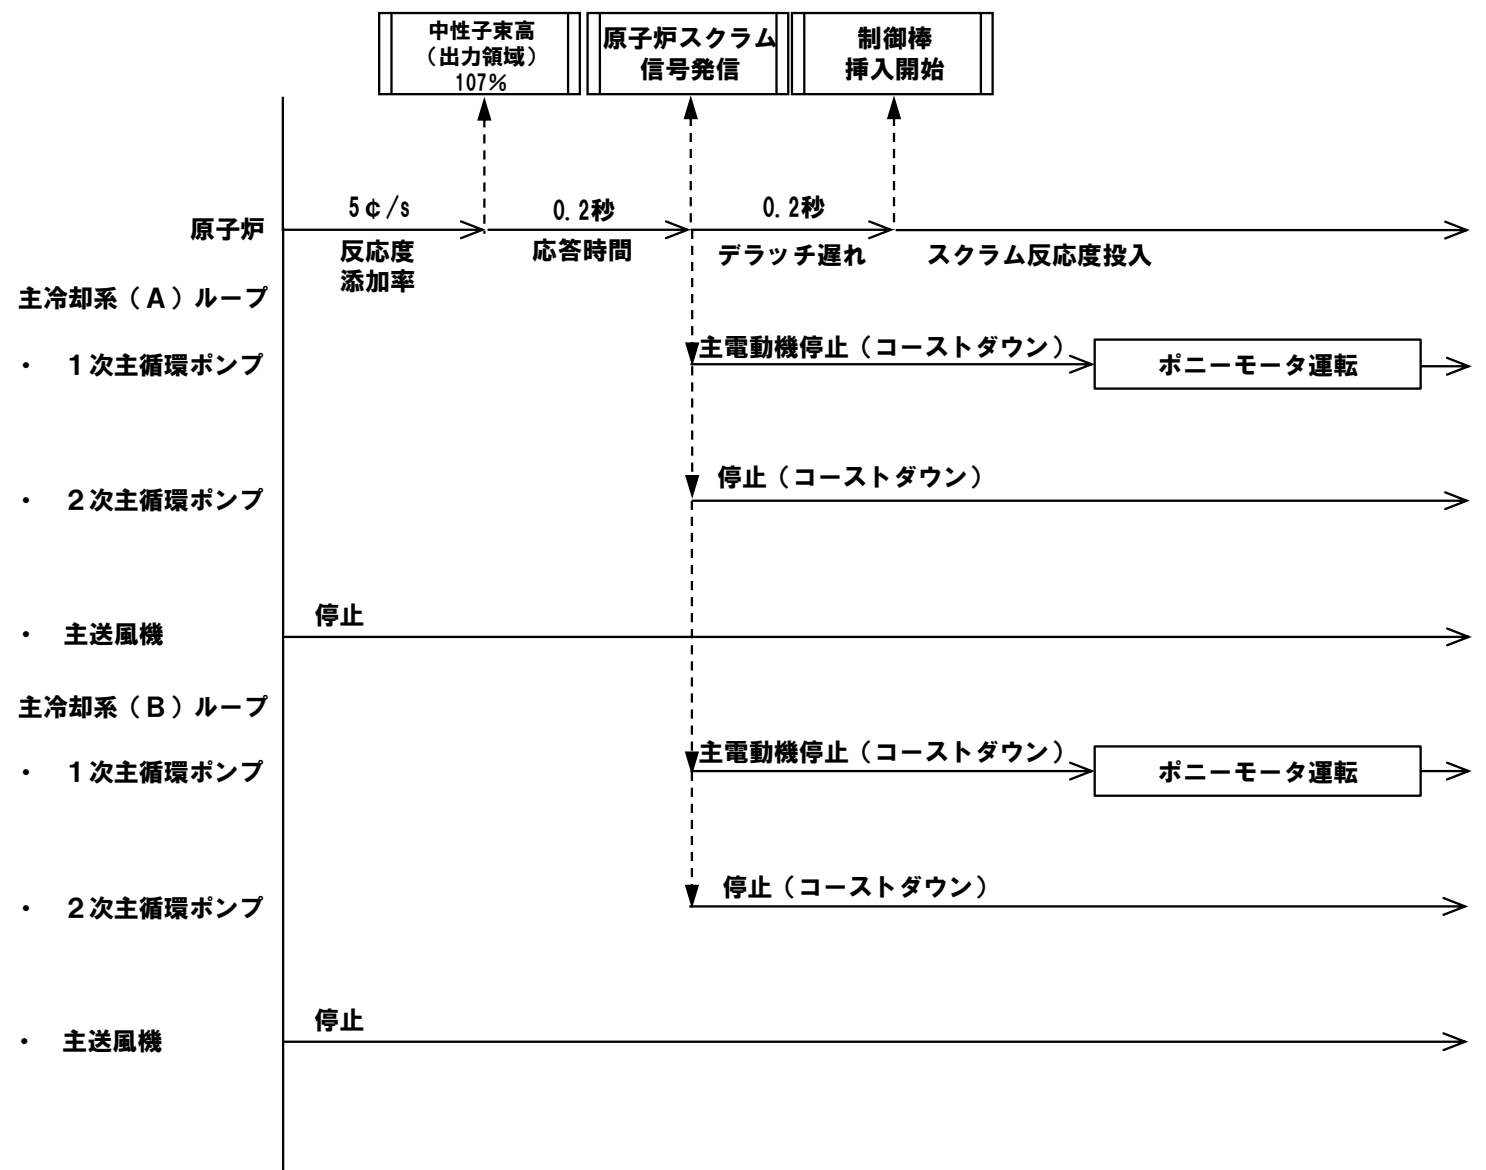 中性子束高
（出力領域）
107%
原子炉スクラム
信号発信
制御棒
挿入開始
原子炉
5¢/s
反応度
添加率
0.2秒
応答時間
0.2秒
デラッチ遅れ
スクラム反応度投入
主冷却系（Ａ）ループ
・ １次主循環ポンプ
主電動機停止（コーストダウン）
ポニーモータ運転
・ ２次主循環ポンプ
停止（コーストダウン）
・ 主送風機
停止
主冷却系（Ｂ）ループ
・ １次主循環ポンプ
主電動機停止（コーストダウン）
ポニーモータ運転
・ ２次主循環ポンプ
停止（コーストダウン）
・ 主送風機
停止